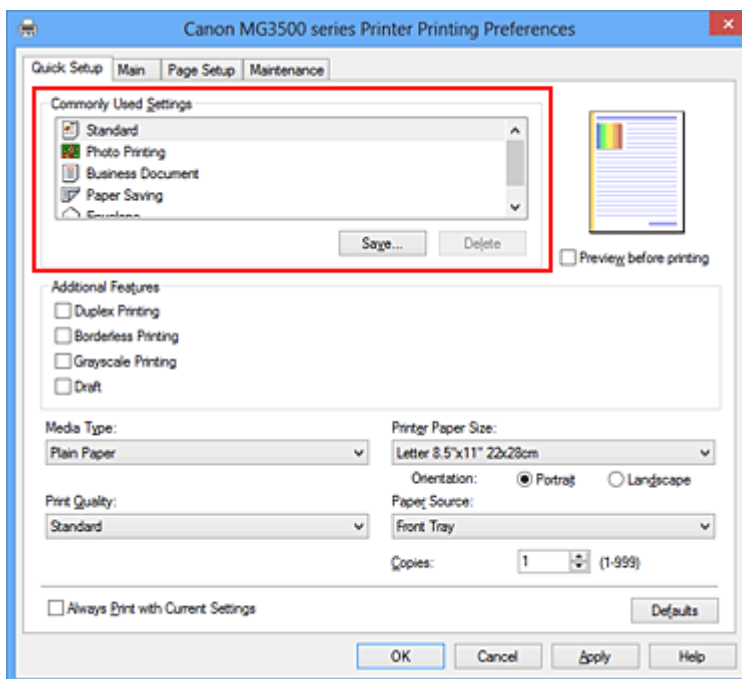 Canon MG3500 series Printer Printing Preferences
Quick Setup Main Page Setup Maintenance
Commonly Used Settings
Standard
Photo Printing
Business Document
Paper Saving
Envelope
Save... Delete
Preview before printing
Additional Features
Duplex Printing
Borderless Printing
Grayscale Printing
Draft
Media Type: Printer Paper Size:
Plain Paper Letter 8.5"x11" 22x28cm
Orientation: Portrait Landscape
Print Quality: Paper Source:
Standard Front Tray
Copies: 1 (1-999)
Always Print with Current Settings Defaults
OK Cancel Apply Help